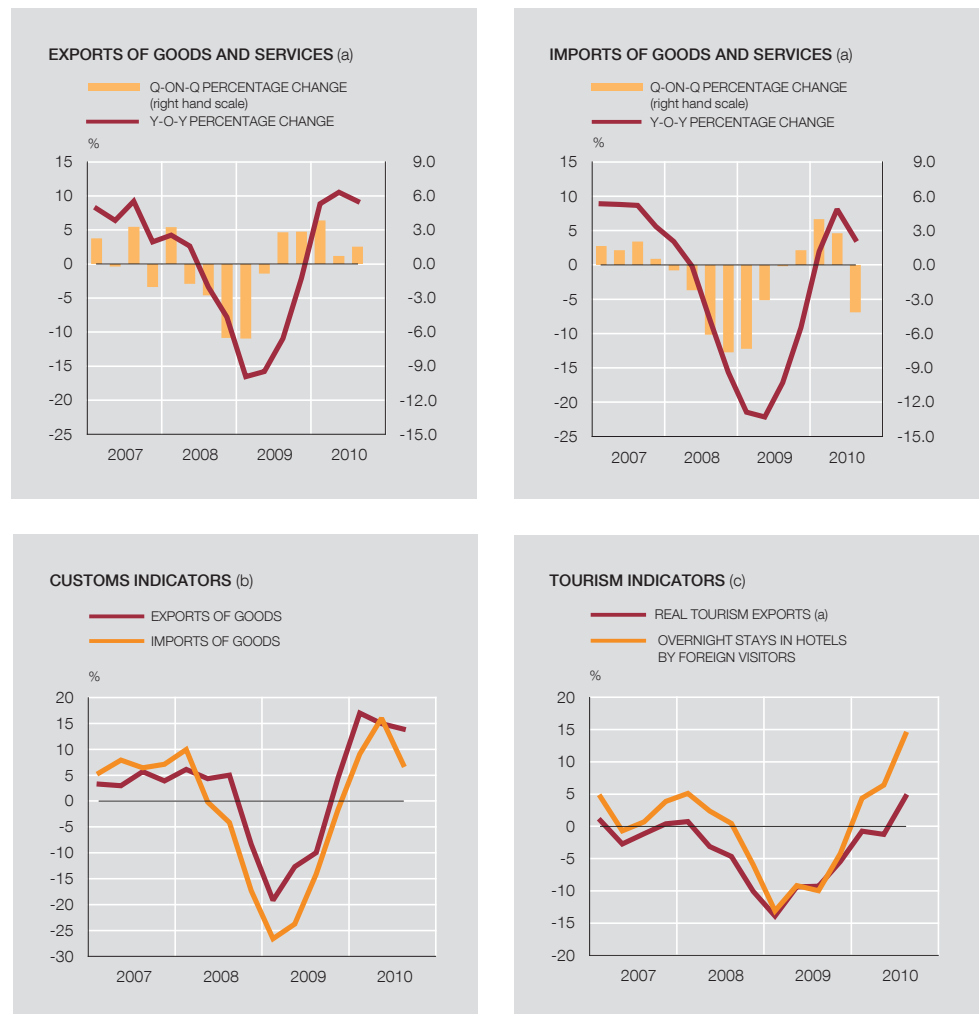 EXPORTS OF GOODS AND SERVICES (a)
Q-ON-Q PERCENTAGE CHANGE
(right hand scale)
Y-O-Y PERCENTAGE CHANGE
%
15 9.0
10 6.0
5 3.0
0 0.0
-5 -3.0
-10 -6.0
-15 -9.0
-20 -12.0
-25 -15.0
2007 2008 2009 2010
IMPORTS OF GOODS AND SERVICES (a)
Q-ON-Q PERCENTAGE CHANGE
(right hand scale)
Y-O-Y PERCENTAGE CHANGE
%
15 9.0
10 6.0
5 3.0
0 0.0
-5 -3.0
-10 -6.0
-15 -9.0
-20 -12.0
-25 -15.0
2007 2008 2009 2010
CUSTOMS INDICATORS (b)
EXPORTS OF GOODS
IMPORTS OF GOODS
%
20
15
10
5
0
-5
-10
-15
-20
-25
-30
2007 2008 2009 2010
TOURISM INDICATORS (c)
REAL TOURISM EXPORTS (a)
OVERNIGHT STAYS IN HOTELS
BY FOREIGN VISITORS
%
20
15
10
5
0
-5
-10
-15
-20
2007 2008 2009 2010